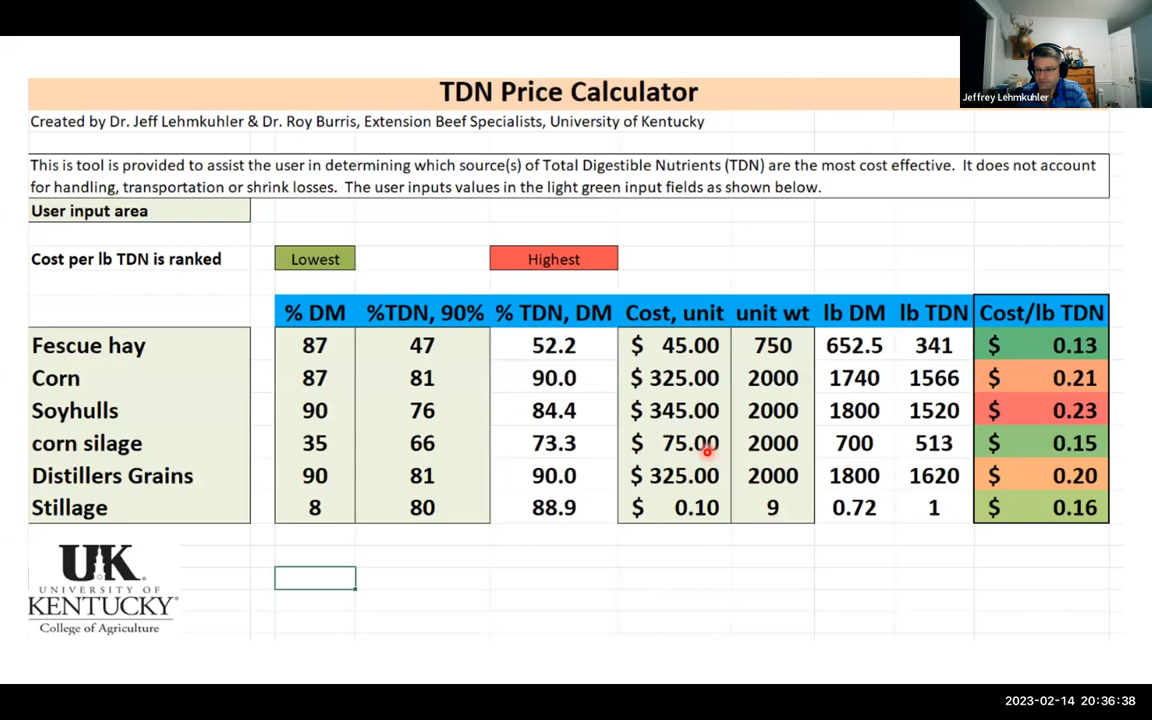 Jeffrey Lehmkuhler
TDN Price Calculator
Created by Dr. Jeff Lehmkuhler & Dr. Roy Burris, Extension Beef Specialists, University of Kentucky
This is tool is provided to assist the user in determining which source(s) of Total Digestible Nutrients (TDN) are the most cost effective. It does not account
for handling, transportation or shrink losses. The user inputs values in the light green input fields as shown below.
User input area
Cost per lb TDN is ranked Lowest Highest
% DM %TDN, 90% % TDN, DM Cost, unit unit wt lb DM lb TDN Cost/lb TDN
Fescue hay 87 47 52.2 $ 45.00 750 652.5 341 $ 0.13
Corn 87 81 90.0 $ 325.00 2000 1740 1566 $ 0.21
Soyhulls 90 76 84.4 $ 345.00 2000 1800 1520 $ 0.23
corn silage 35 66 73.3 $ 75.00 2000 700 513 $ 0.15
Distillers Grains 90 81 90.0 $ 325.00 2000 1800 1620 $ 0.20
Stillage 8 80 88.9 $ 0.10 9 0.72 1 $ 0.16
UK
UNIVERSITY OF
KENTUCKY
College of Agriculture
2023-02-14 20:36:38